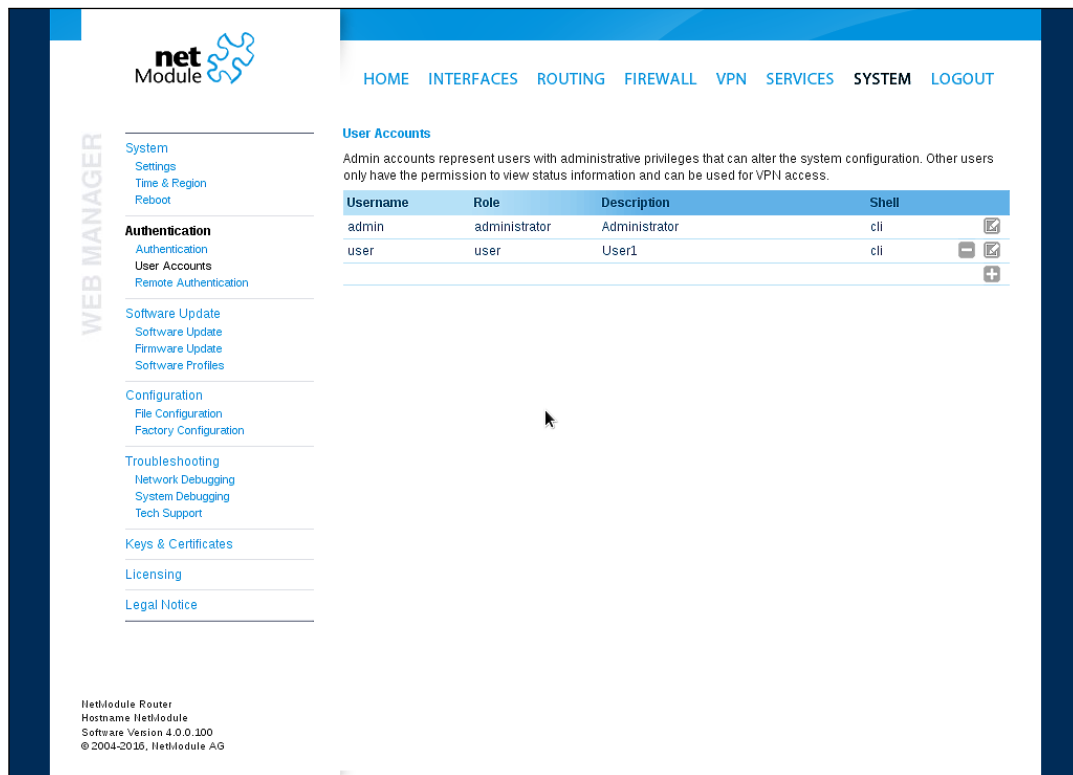 net
Module
HOME INTERFACES ROUTING FIREWALL VPN SERVICES SYSTEM LOGOUT
WEB MANAGER
System
Settings
Time & Region
Reboot
Authentication
Authentication
User Accounts
Remote Authentication
Software Update
Software Update
Firmware Update
Software Profiles
Configuration
File Configuration
Factory Configuration
Troubleshooting
Network Debugging
System Debugging
Tech Support
Keys & Certificates
Licensing
Legal Notice
User Accounts
Admin accounts represent users with administrative privileges that can alter the system configuration. Other users
only have the permission to view status information and can be used for VPN access.
Username Role Description Shell
admin administrator Administrator cli
user user User1 cli
NetModule Router
Hostname NetModule
Software Version 4.0.0.100
© 2004-2016, NetModule AG